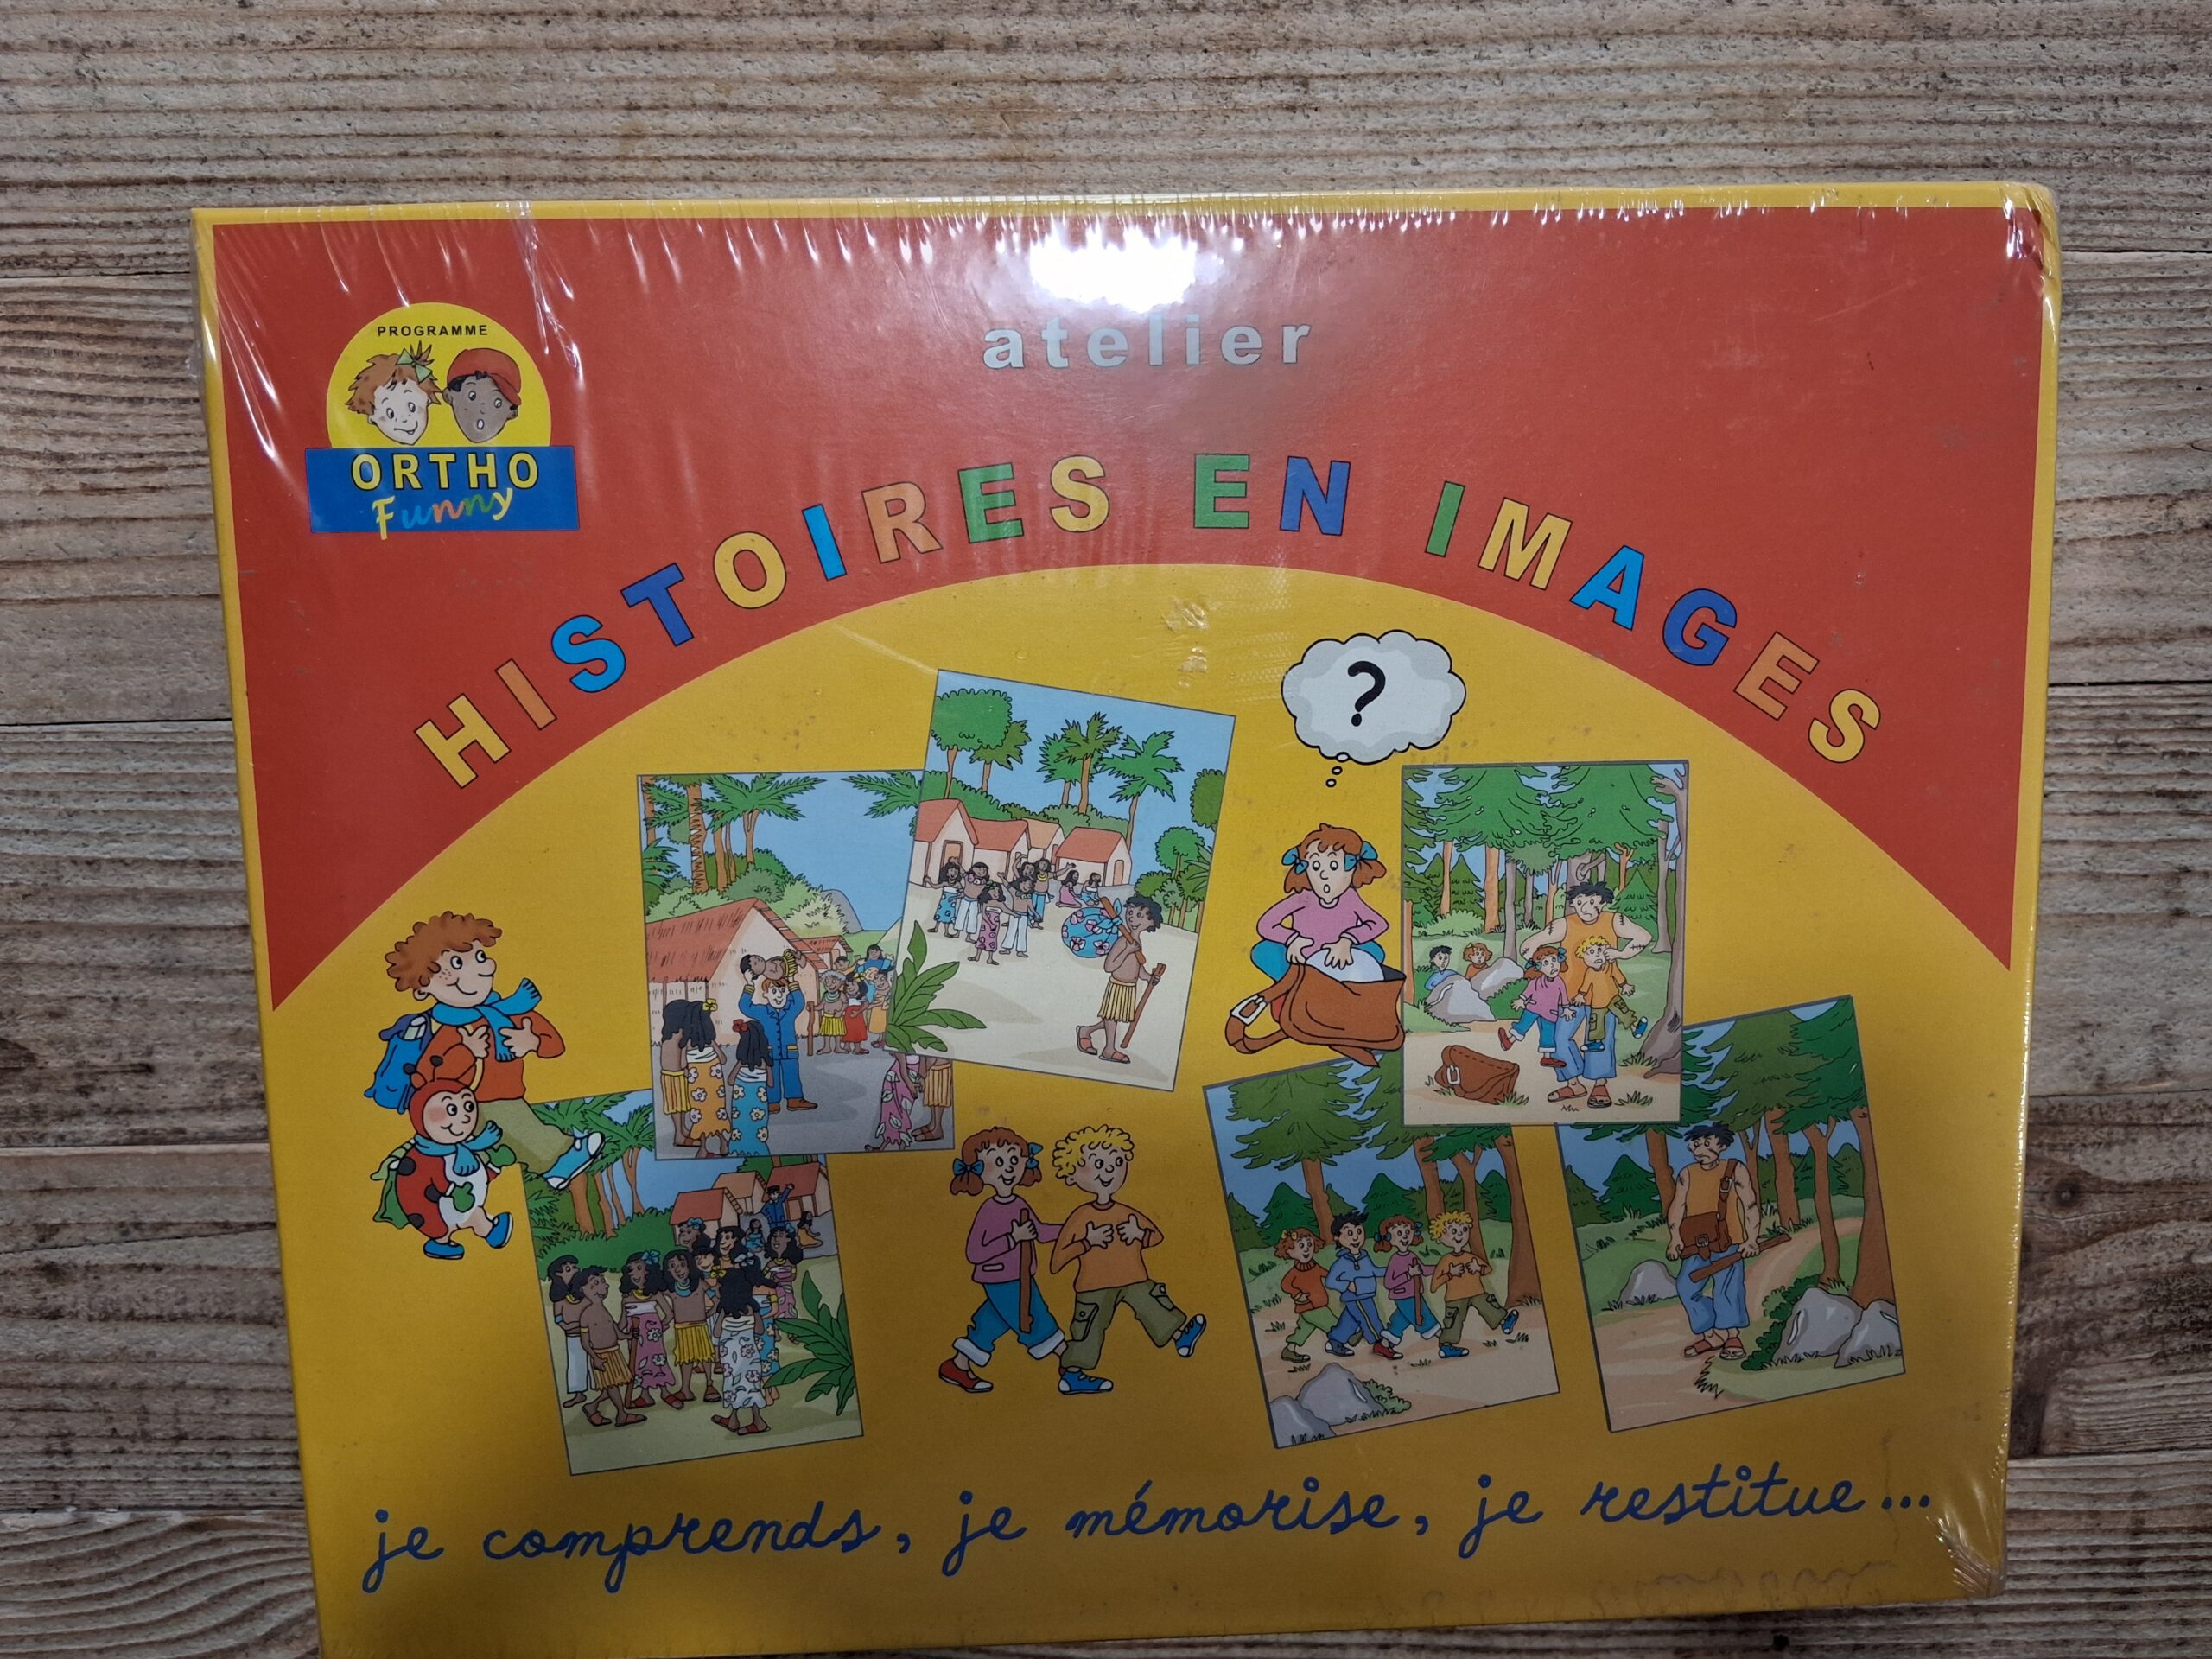 PROGRAMME
ORTHO
Funny
atelier
HISTOIRES EN IMAGES
?
je comprends, je mémorise, je restitue...